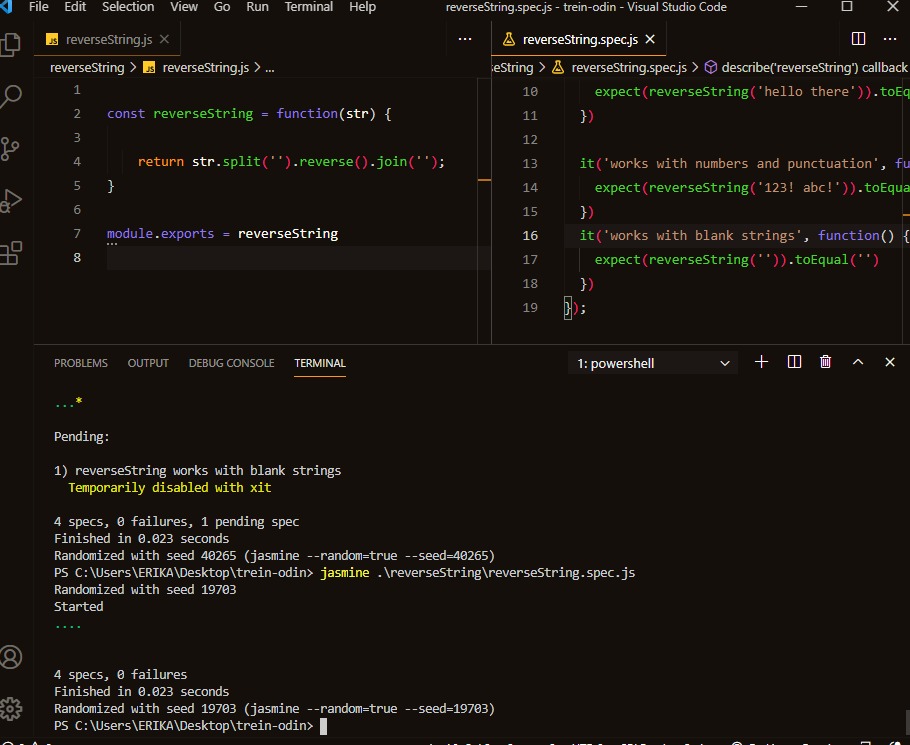 File Edit Selection View Go Run Terminal Help reverseString.spec.js - trein-odin - Visual Studio Code
JS reverseString.js
reverseString.spec.js
reverseString > JS reverseString.js > ...
eString > reverseString.spec.js > describe('reverseString') callback
1
2 const reverseString = function(str) {
3
4 return str.split('').reverse().join('');
5 }
6
7 module.exports = reverseString
8
10 expect(reverseString('hello there')).toEq
11 })
12
13 it('works with numbers and punctuation', fu
14 expect(reverseString('123! abc!')).toEqua
15 })
16 it('works with blank strings', function() {
17 expect(reverseString('')).toEqual('')
18 })
19 });
PROBLEMS OUTPUT DEBUG CONSOLE TERMINAL 1: powershell
...*
Pending:
1) reverseString works with blank strings
Temporarily disabled with xit
4 specs, 0 failures, 1 pending spec
Finished in 0.023 seconds
Randomized with seed 40265 (jasmine --random=true --seed=40265)
PS C:\Users\ERIKA\Desktop\trein-odin> jasmine .\reverseString\reverseString.spec.js
Randomized with seed 19703
Started
....
4 specs, 0 failures
Finished in 0.023 seconds
Randomized with seed 19703 (jasmine --random=true --seed=19703)
PS C:\Users\ERIKA\Desktop\trein-odin>